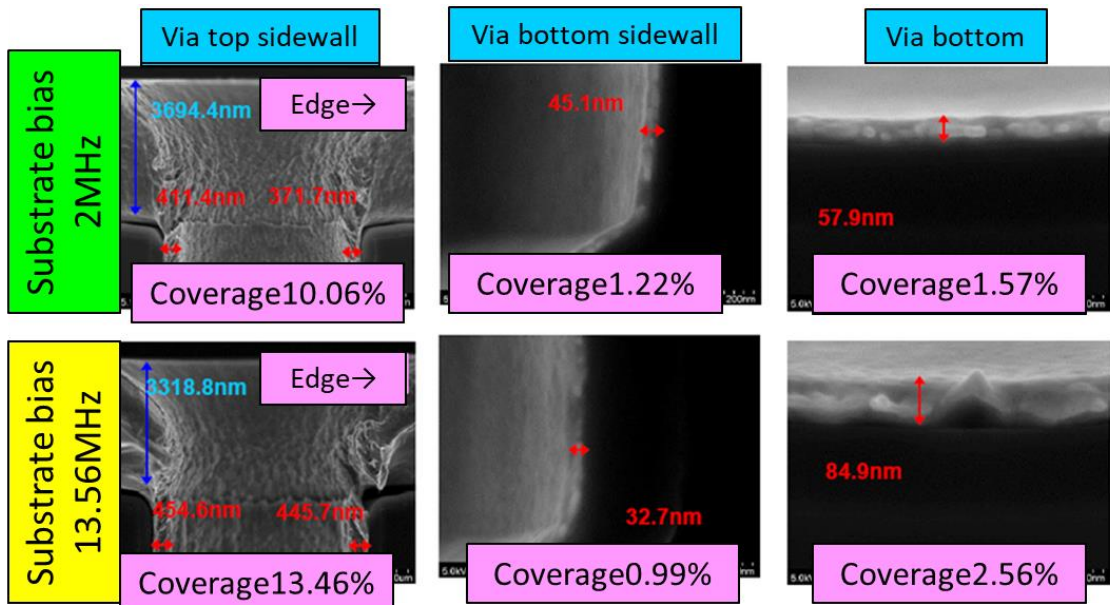 Via top sidewall
Via bottom sidewall
Via bottom
Substrate bias
2MHz
3694.4nm
Edge→
411.4nm
371.7nm
Coverage10.06%
45.1nm
Coverage1.22%
200nm
57.9nm
Coverage1.57%
Substrate bias
13.56MHz
3318.8nm
Edge→
454.6nm
445.7nm
Coverage13.46%
32.7nm
Coverage0.99%
84.9nm
Coverage2.56%